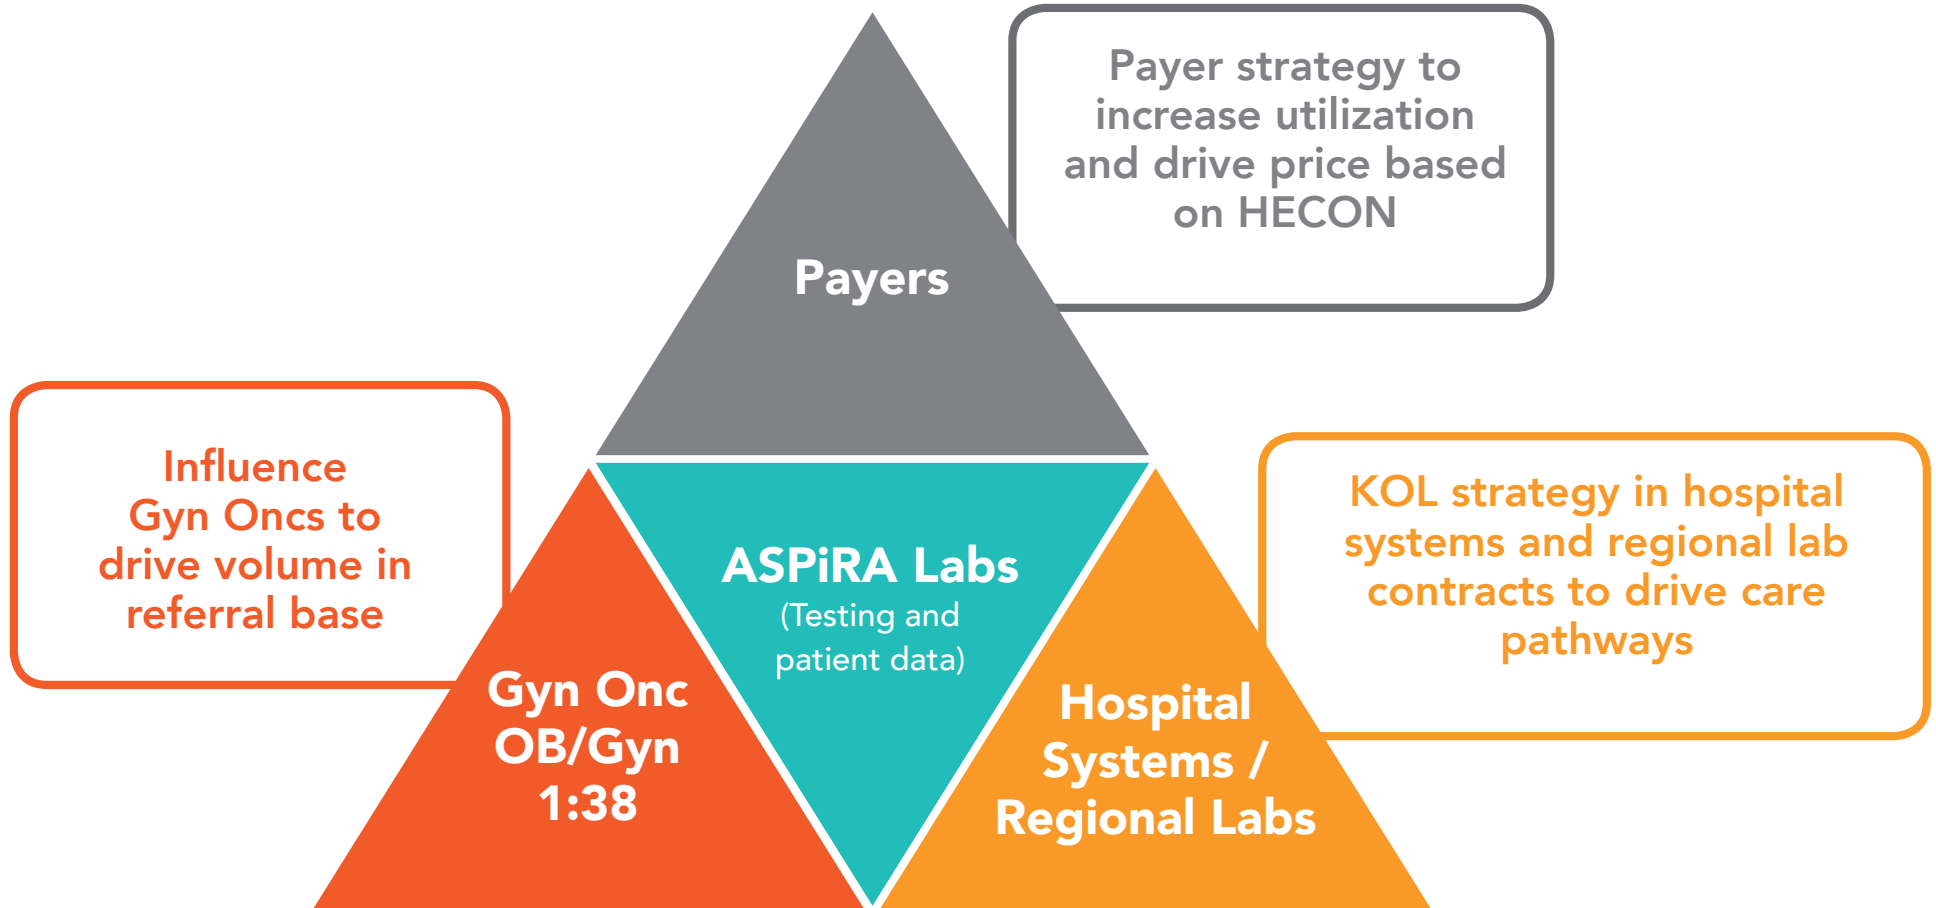 Payer strategy to
increase utilization
and drive price based
on HECON
Payers
Influence
Gyn Oncs to
drive volume in
referral base
KOL strategy in hospital
systems and regional lab
contracts to drive care
pathways
ASPiRA Labs
(Testing and
patient data)
Gyn Onc
OB/Gyn
1:38
Hospital
Systems /
Regional Labs